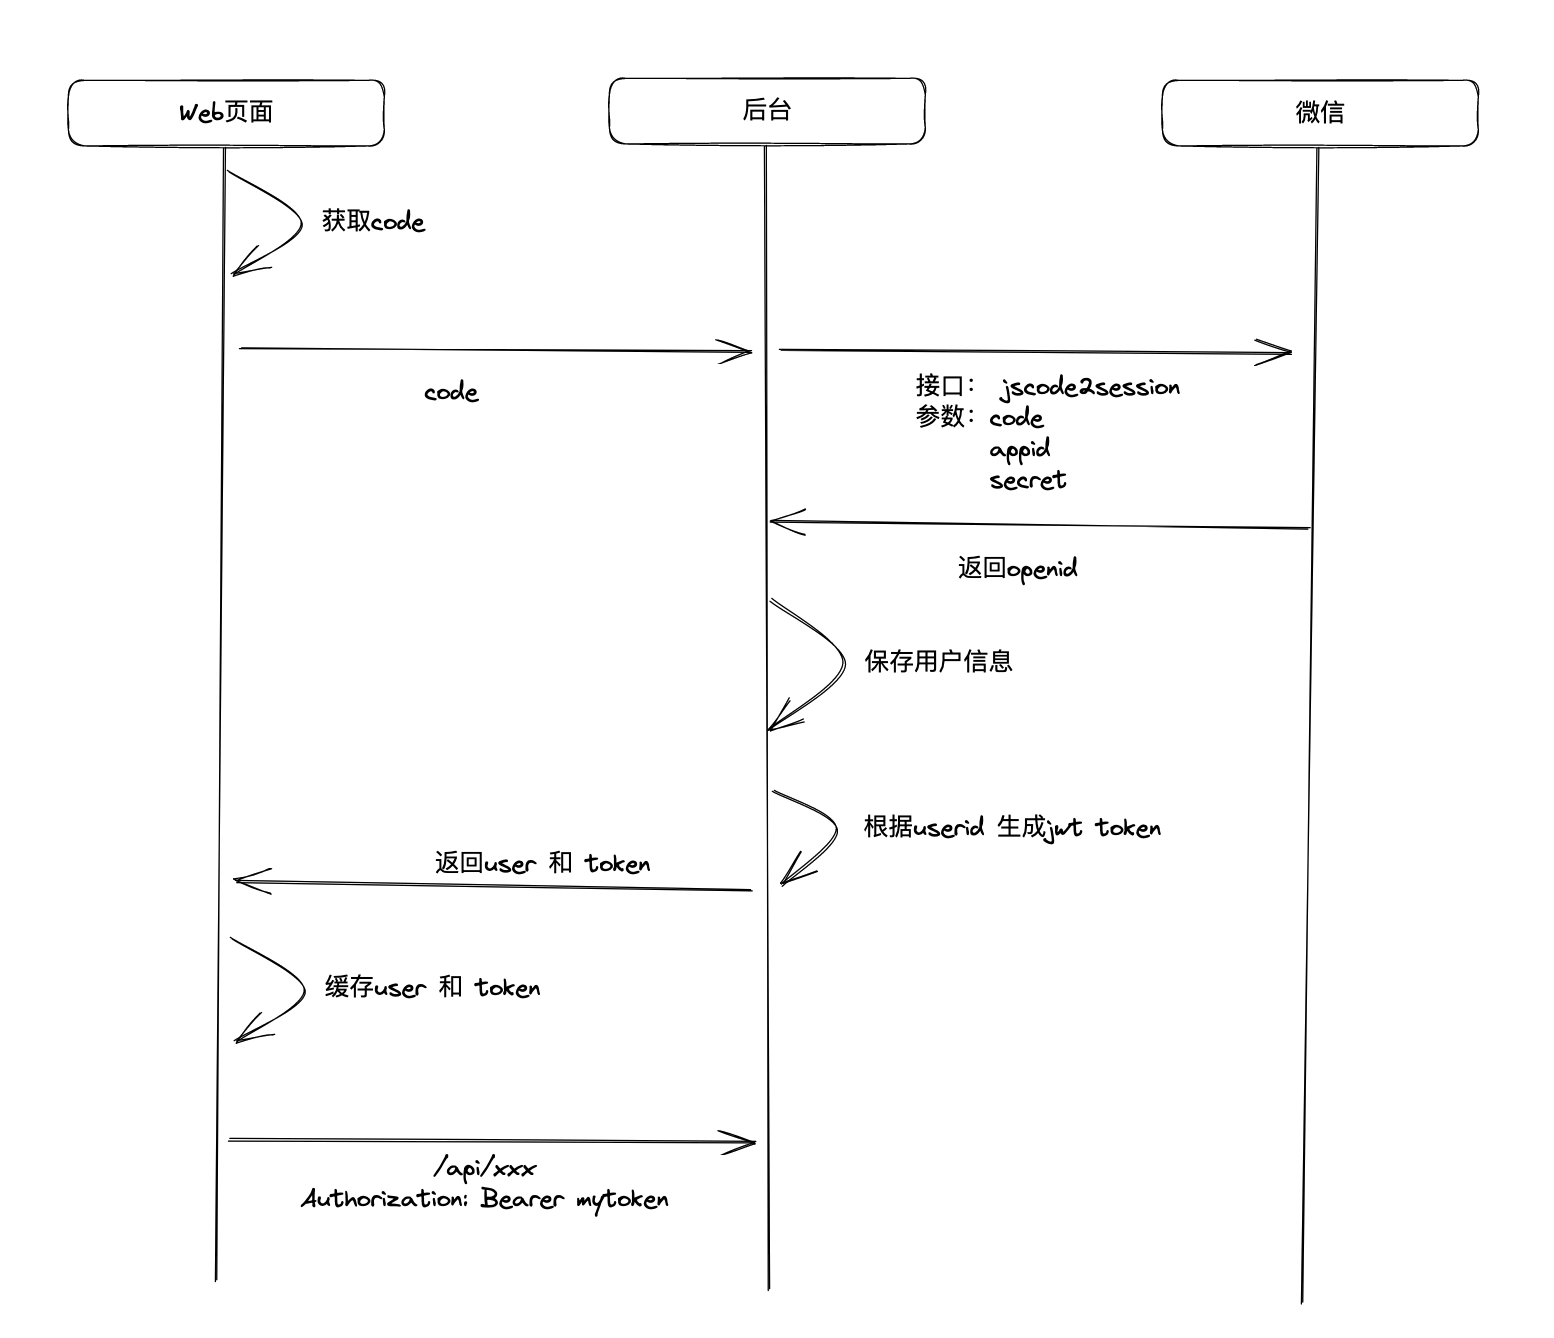 Web页面
后台
微信
获取code
code
接口： jscode2session
参数：code
appid
secret
返回openid
保存用户信息
根据userid 生成jwt token
返回user 和 token
缓存user 和 token
/api/xxx
Authorization: Bearer mytoken